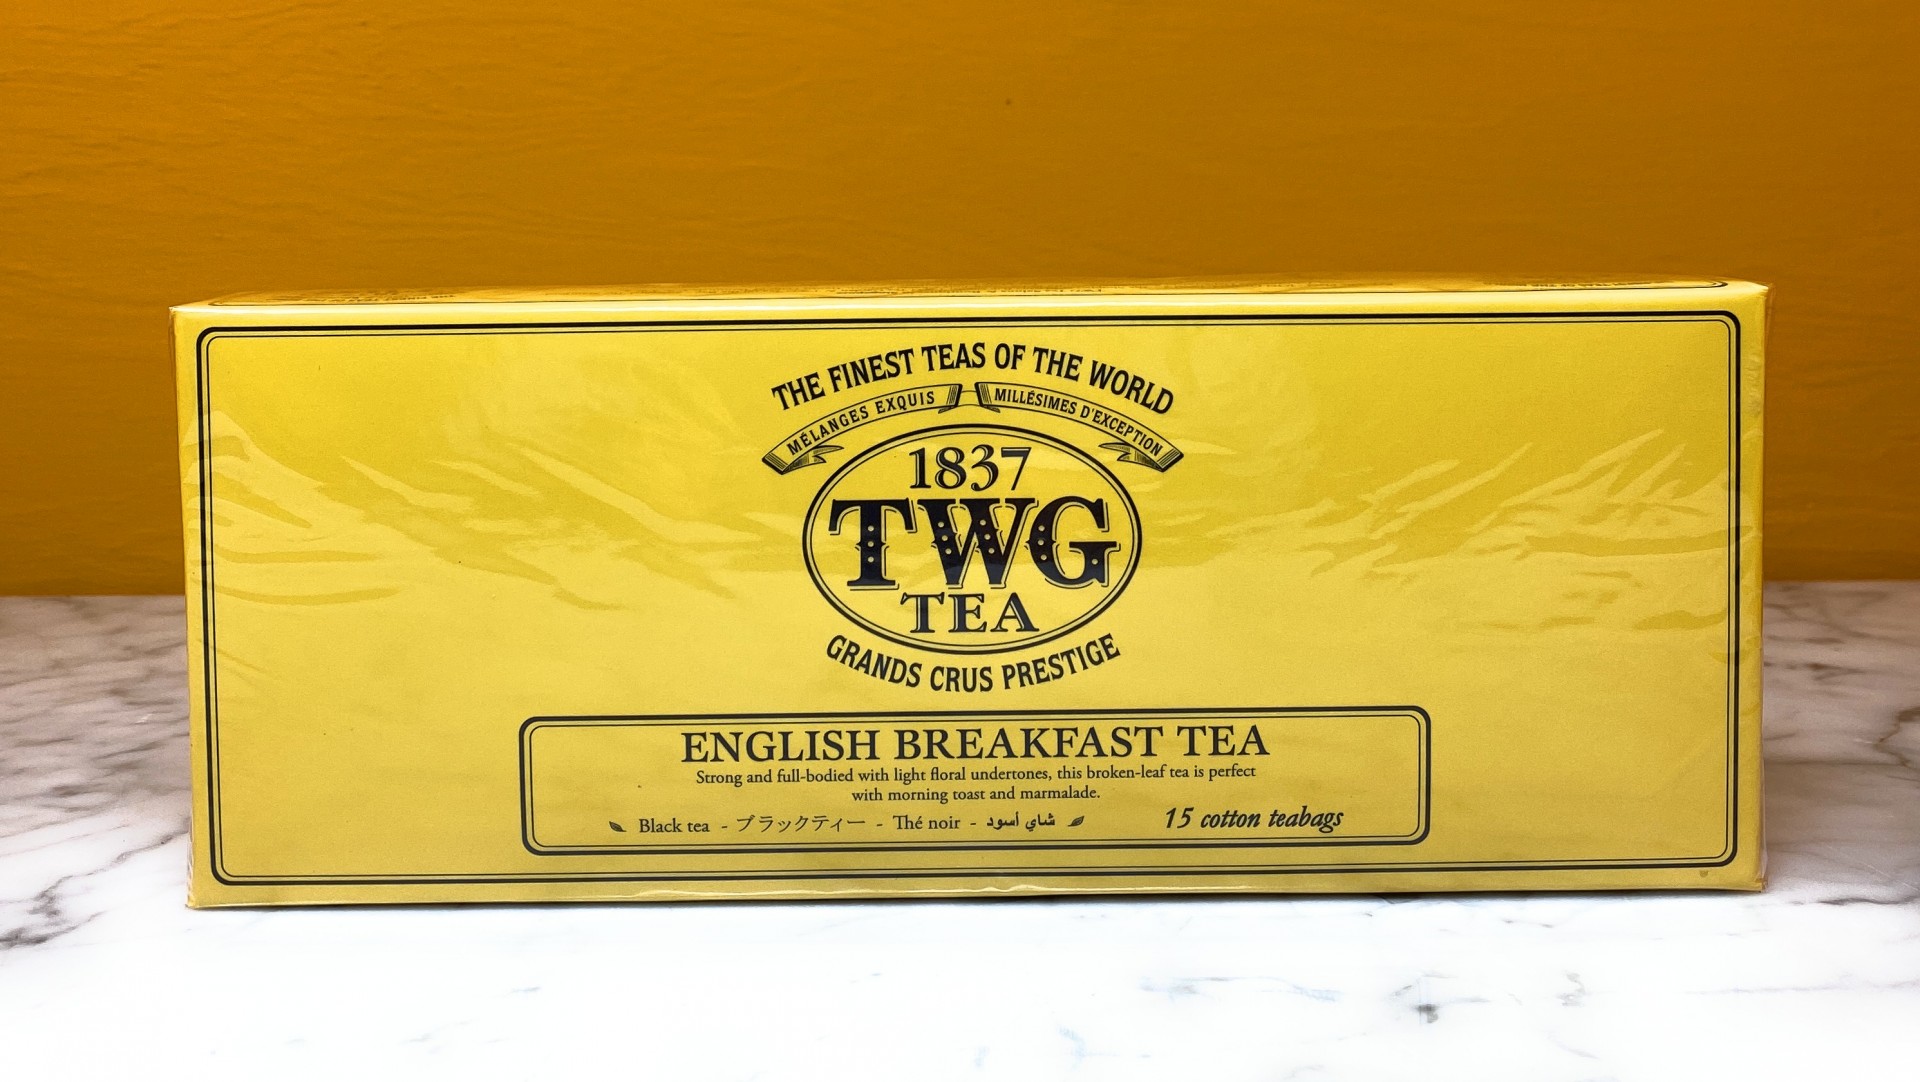 THE FINEST TEAS OF THE WORLD
MÉLANGES EXQUIS MILLÉSIMES D'EXCEPTION
1837
TWG
TEA
GRANDS CRUS PRESTIGE
ENGLISH BREAKFAST TEA
Strong and full-bodied with light floral undertones, this broken-leaf tea is perfect
with morning toast and marmalade.
Black tea - ブラックティー - Thé noir - شاي أسود 15 cotton teabags